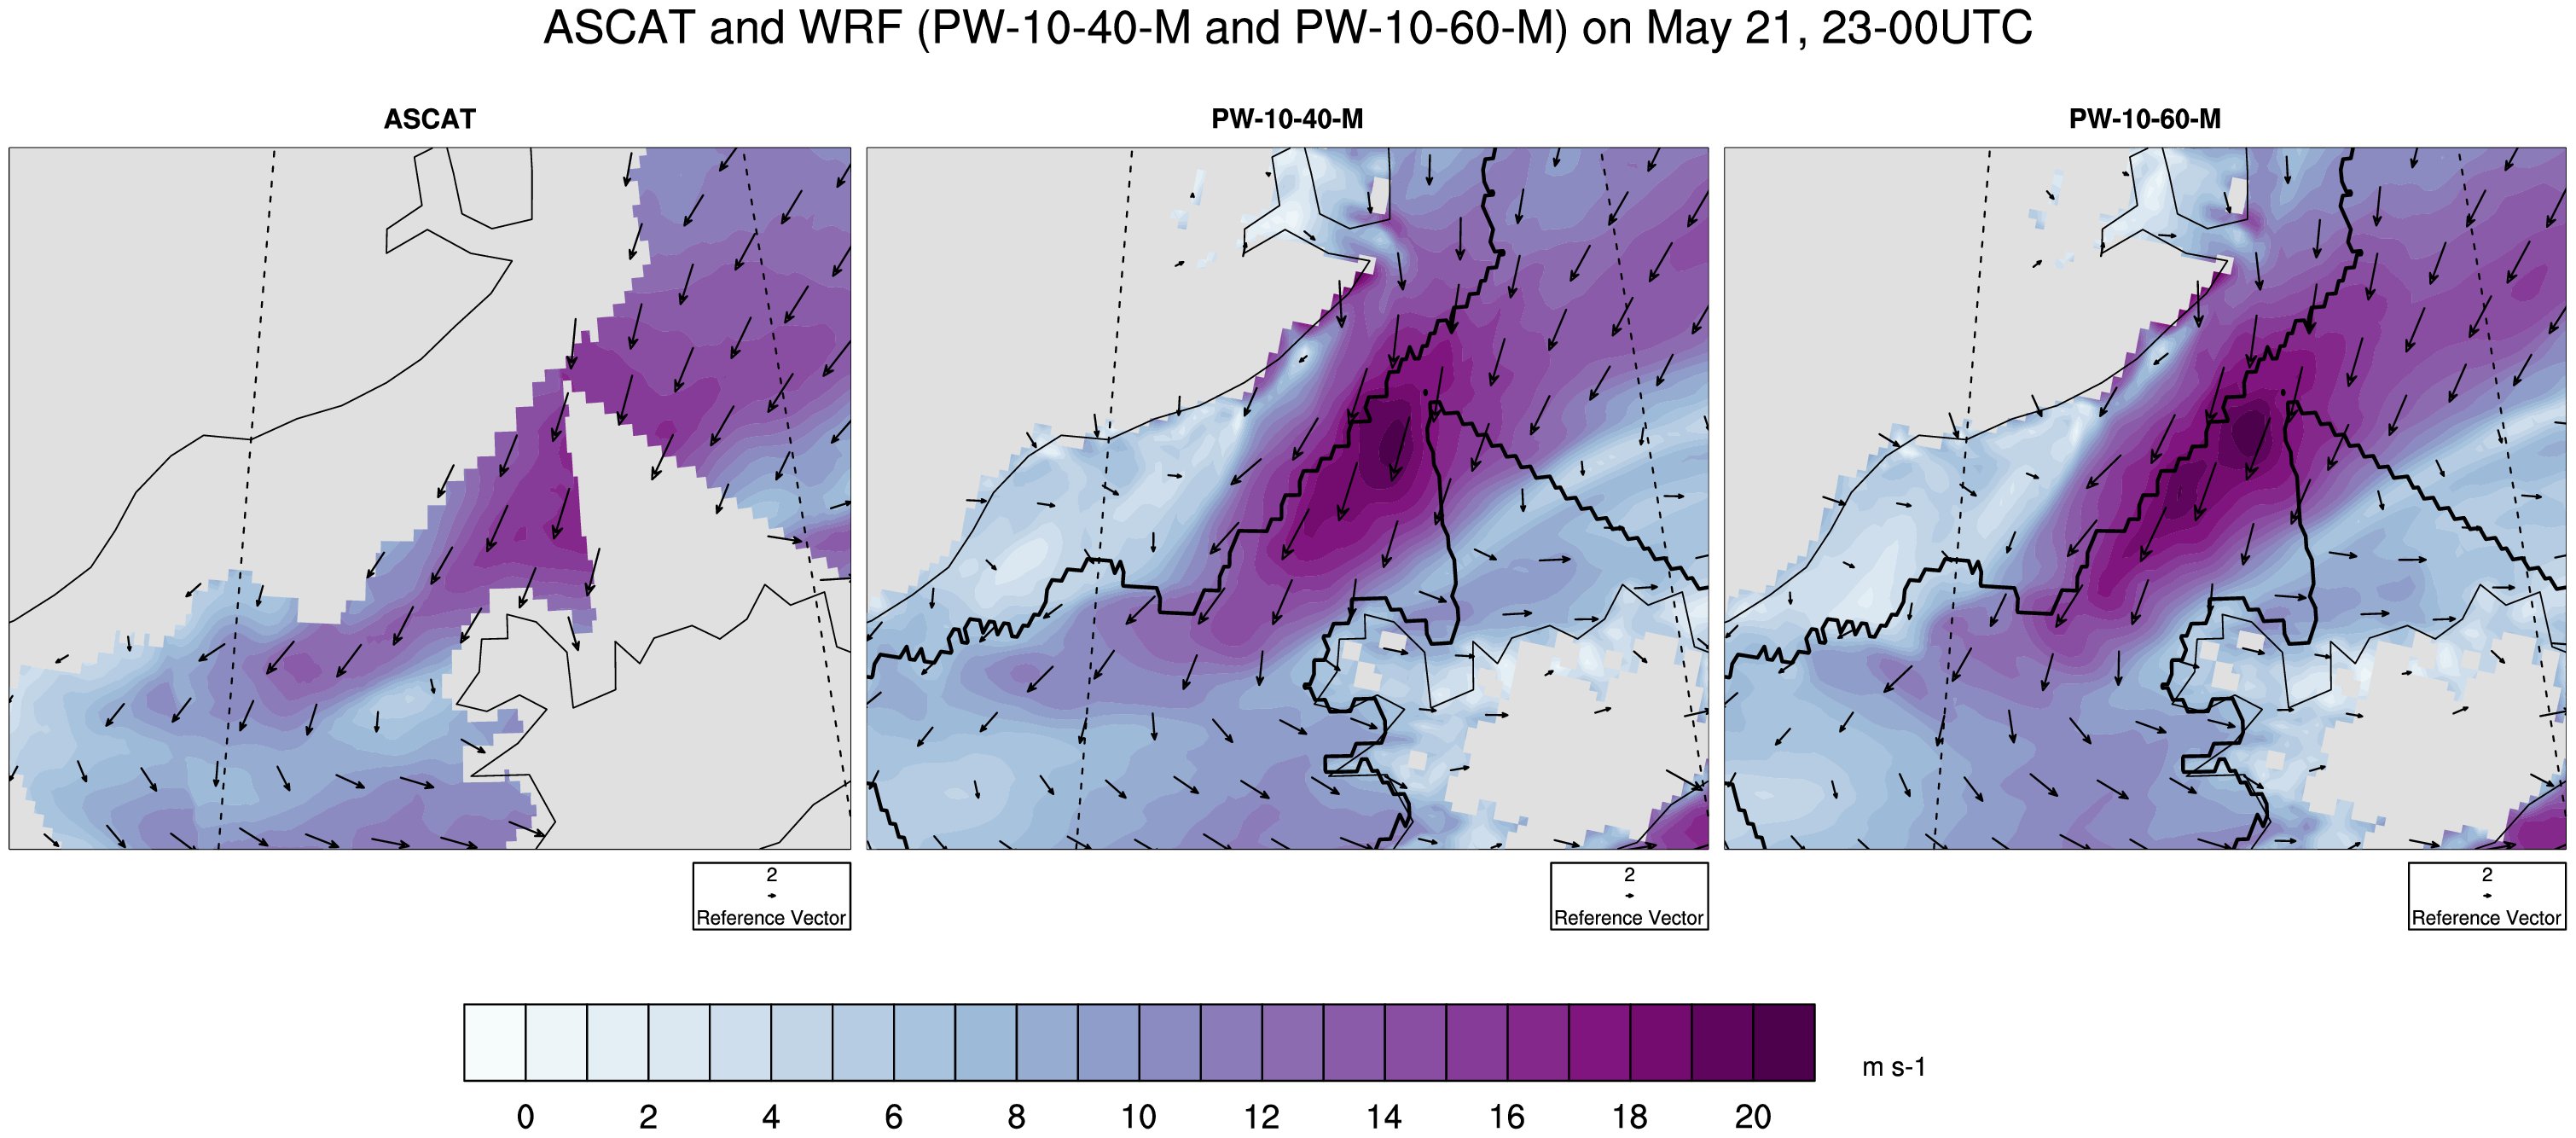 ASCAT and WRF (PW-10-40-M and PW-10-60-M) on May 21, 23-00UTC
ASCAT
PW-10-40-M
PW-10-60-M
2
Reference Vector
2
Reference Vector
2
Reference Vector
m s-1
0 2 4 6 8 10 12 14 16 18 20